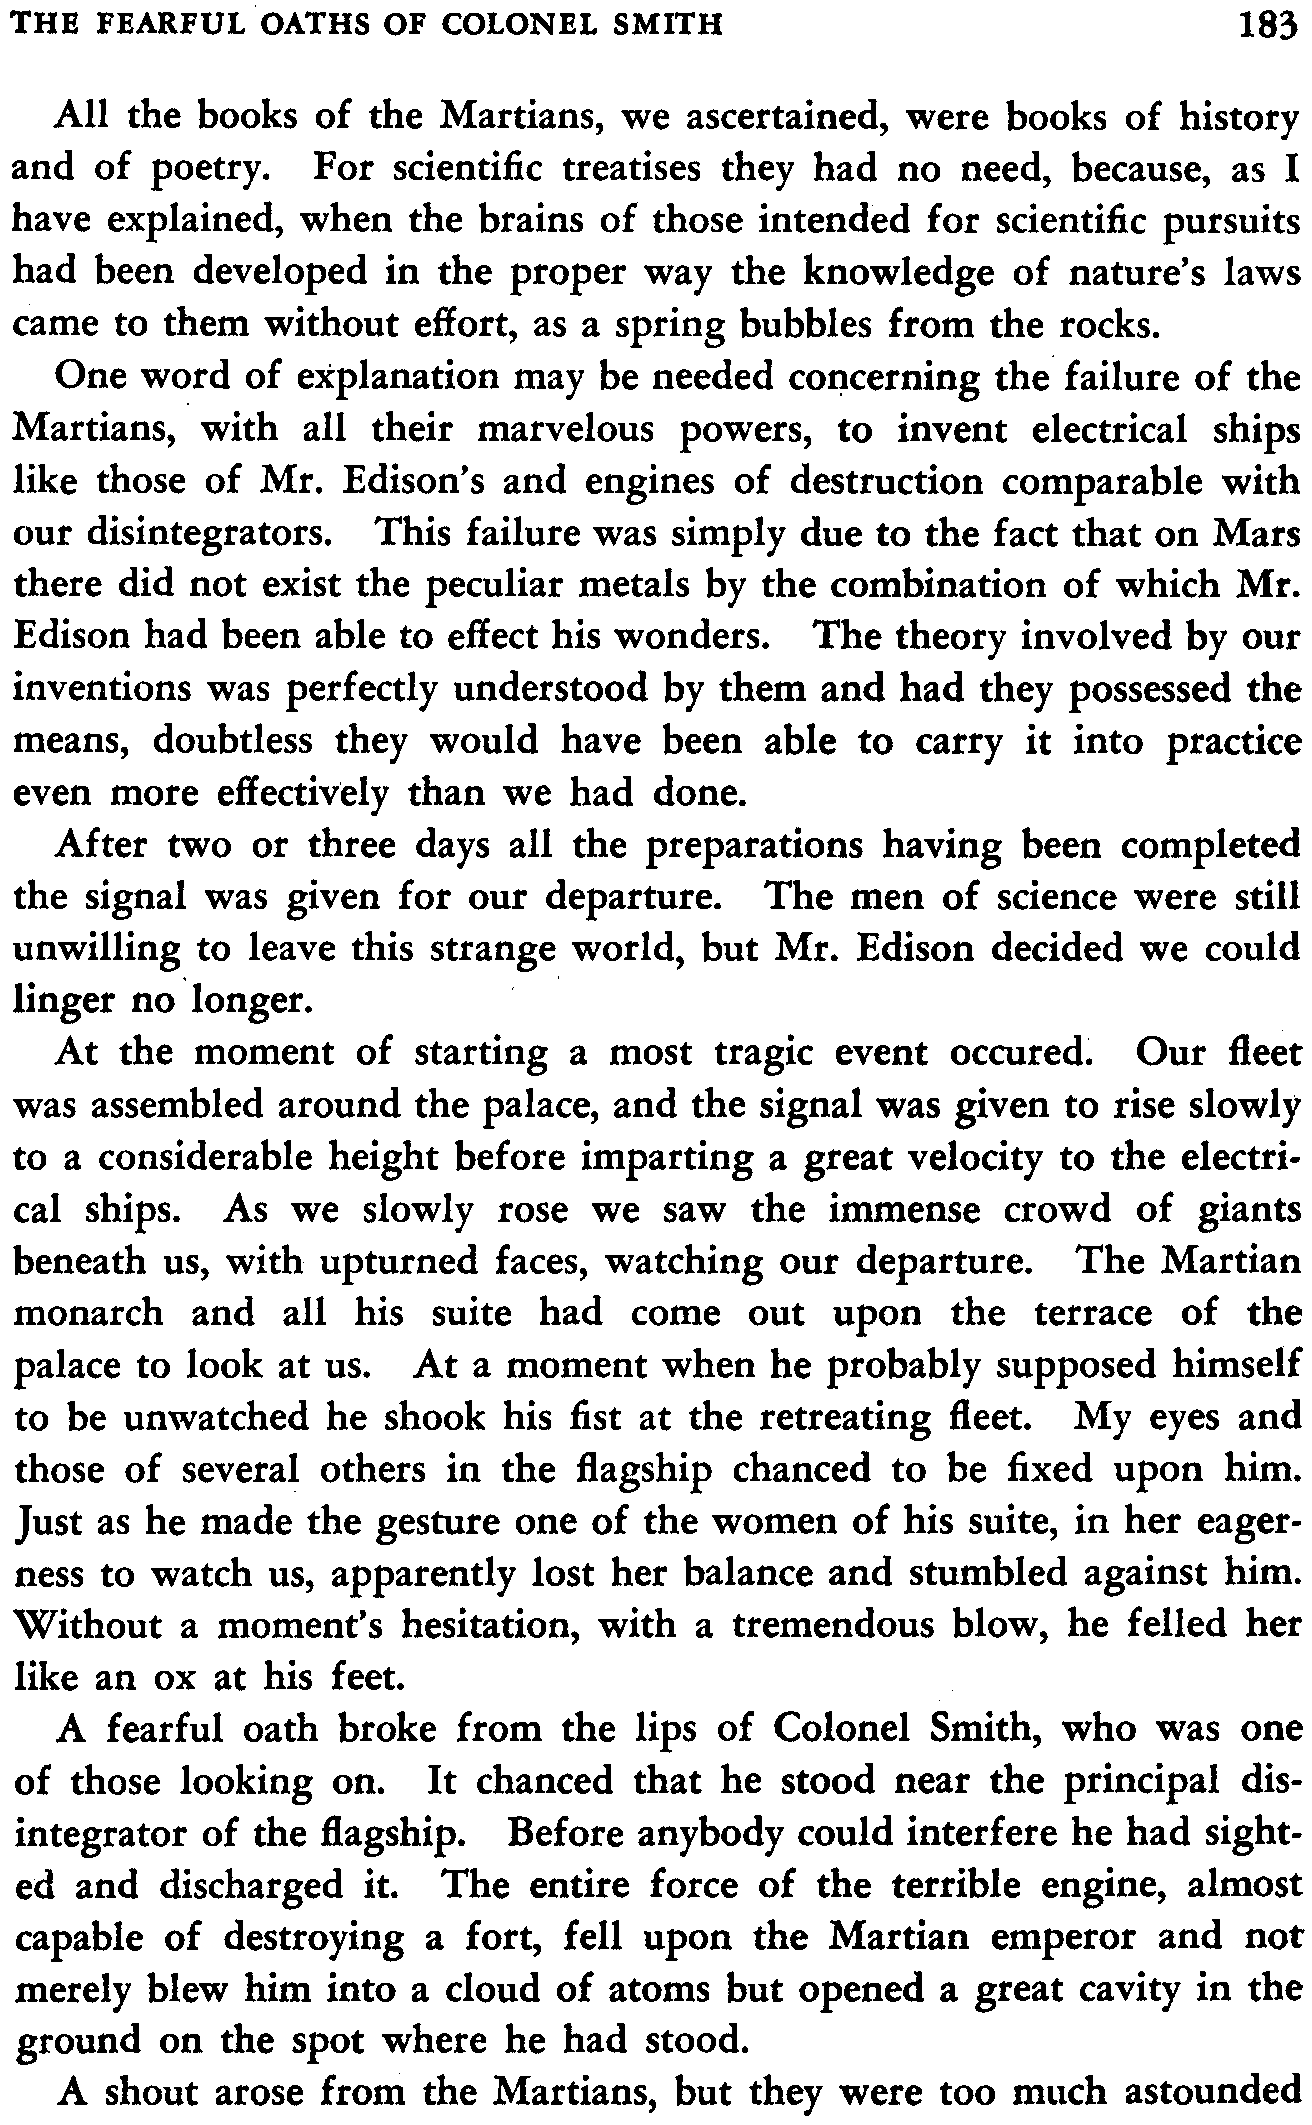 THE FEARFUL OATHS OF COLONEL SMITH 183
All the books of the Martians, we ascertained, were books of history
and of poetry. For scientific treatises they had no need, because, as I
have explained, when the brains of those intended for scientific pursuits
had been developed in the proper way the knowledge of nature's laws
came to them without effort, as a spring bubbles from the rocks.
One word of explanation may be needed concerning the failure of the
Martians, with all their marvelous powers, to invent electrical ships
like those of Mr. Edison's and engines of destruction comparable with
our disintegrators. This failure was simply due to the fact that on Mars
there did not exist the peculiar metals by the combination of which Mr.
Edison had been able to effect his wonders. The theory involved by our
inventions was perfectly understood by them and had they possessed the
means, doubtless they would have been able to carry it into practice
even more effectively than we had done.
After two or three days all the preparations having been completed
the signal was given for our departure. The men of science were still
unwilling to leave this strange world, but Mr. Edison decided we could
linger no longer.
At the moment of starting a most tragic event occured. Our fleet
was assembled around the palace, and the signal was given to rise slowly
to a considerable height before imparting a great velocity to the electri-
cal ships. As we slowly rose we saw the immense crowd of giants
beneath us, with upturned faces, watching our departure. The Martian
monarch and all his suite had come out upon the terrace of the
palace to look at us. At a moment when he probably supposed himself
to be unwatched he shook his fist at the retreating fleet. My eyes and
those of several others in the flagship chanced to be fixed upon him.
Just as he made the gesture one of the women of his suite, in her eager-
ness to watch us, apparently lost her balance and stumbled against him.
Without a moment's hesitation, with a tremendous blow, he felled her
like an ox at his feet.
A fearful oath broke from the lips of Colonel Smith, who was one
of those looking on. It chanced that he stood near the principal dis-
integrator of the flagship. Before anybody could interfere he had sight-
ed and discharged it. The entire force of the terrible engine, almost
capable of destroying a fort, fell upon the Martian emperor and not
merely blew him into a cloud of atoms but opened a great cavity in the
ground on the spot where he had stood.
A shout arose from the Martians, but they were too much astounded